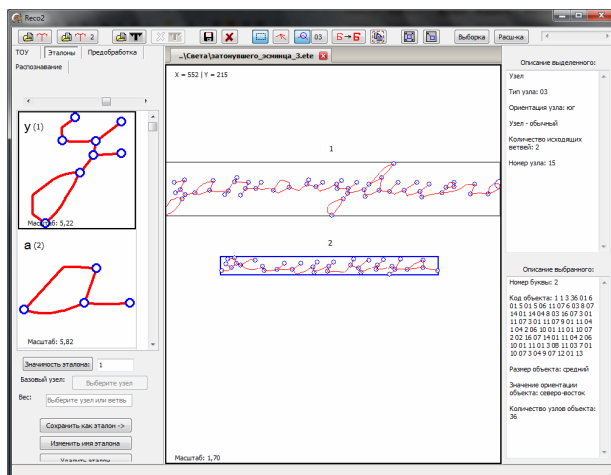 Reco2
2
03
Б→Б
Выборка
Расш-ка
ТОУ
Эталоны
Предобработка
Распознавание
..\Света\затонувшего_эсминца_3.ete
X = 552 | Y = 215
1
2
Масштаб: 1,70
у (1)
Масштаб: 5,22
а (2)
Масштаб: 5,82
Значимость эталона:
1
Базовый узел:
Выберите узел
Вес:
Выберите узел или ветвь
Сохранить как эталон ->
Изменить имя эталона
Удалить эталон
Описание выделенного:
Узел
Тип узла: 03
Ориентация узла: юг
Узел - обычный
Количество исходящих
ветвей: 2
Номер узла: 15
Описание выбранного:
Номер буквы: 2
Код объекта: 1 1 3 36 01 6
01 5 01 5 06 11 07 6 03 8 07
14 01 14 04 8 03 16 07 3 01
11 07 3 01 11 07 9 01 11 04
1 04 2 06 10 01 11 01 10 07
2 02 16 07 14 01 11 04 2 06
10 01 11 01 3 08 11 03 7 01
10 07 3 04 9 07 12 01 13
Размер объекта: средний
Значение ориентации
объекта: северо-восток
Количество узлов объекта:
36